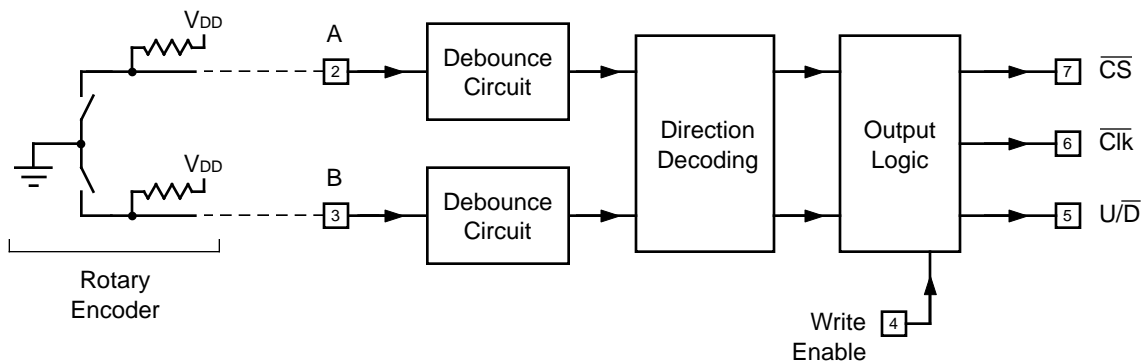 VDD
A
2
Debounce
Circuit
7
CS
Direction
Decoding
Output
Logic
6
Clk
VDD
B
3
Debounce
Circuit
5
U/D
Rotary
Encoder
Write
Enable
4